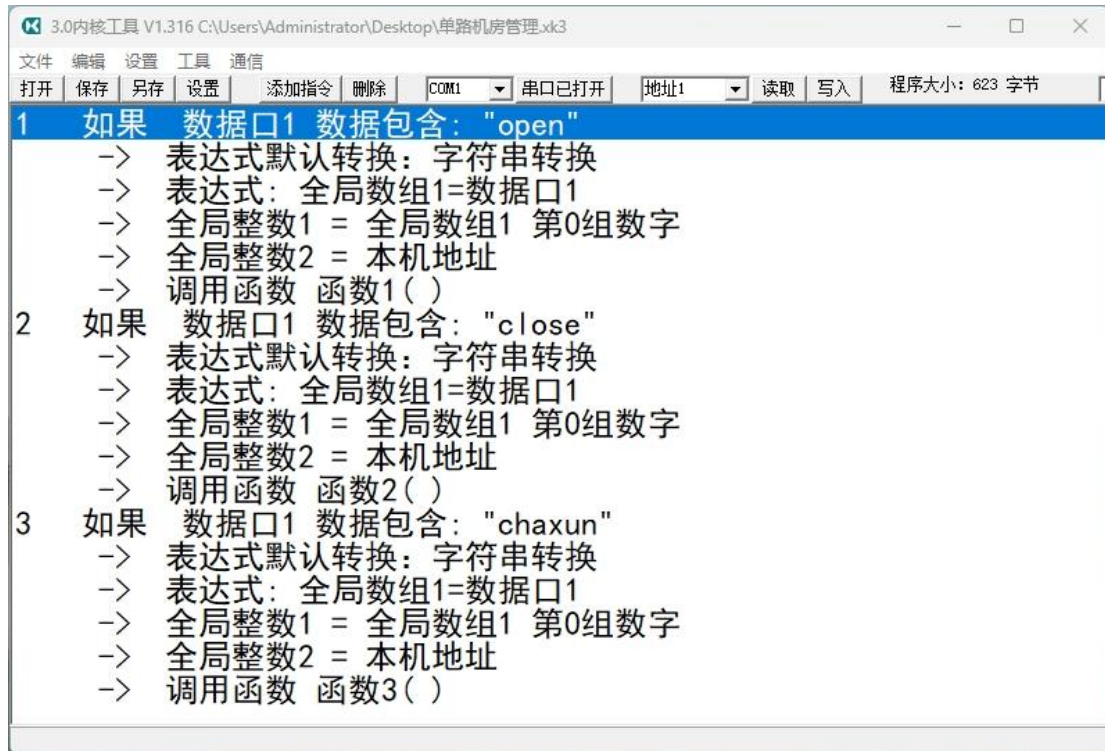 3.0内核工具 V1.316 C:\Users\Administrator\Desktop\单路机房管理.xk3
文件 编辑 设置 工具 通信
打开 保存 另存 设置 添加指令 删除 COM1 串口已打开 地址1 读取 写入 程序大小: 623 字节
1 如果 数据口1 数据包含: "open"
-> 表达式默认转换: 字符串转换
-> 表达式: 全局数组1=数据口1
-> 全局整数1 = 全局数组1 第0组数字
-> 全局整数2 = 本机地址
-> 调用函数 函数1( )
2 如果 数据口1 数据包含: "close"
-> 表达式默认转换: 字符串转换
-> 表达式: 全局数组1=数据口1
-> 全局整数1 = 全局数组1 第0组数字
-> 全局整数2 = 本机地址
-> 调用函数 函数2( )
3 如果 数据口1 数据包含: "chaxun"
-> 表达式默认转换: 字符串转换
-> 表达式: 全局数组1=数据口1
-> 全局整数1 = 全局数组1 第0组数字
-> 全局整数2 = 本机地址
-> 调用函数 函数3( )